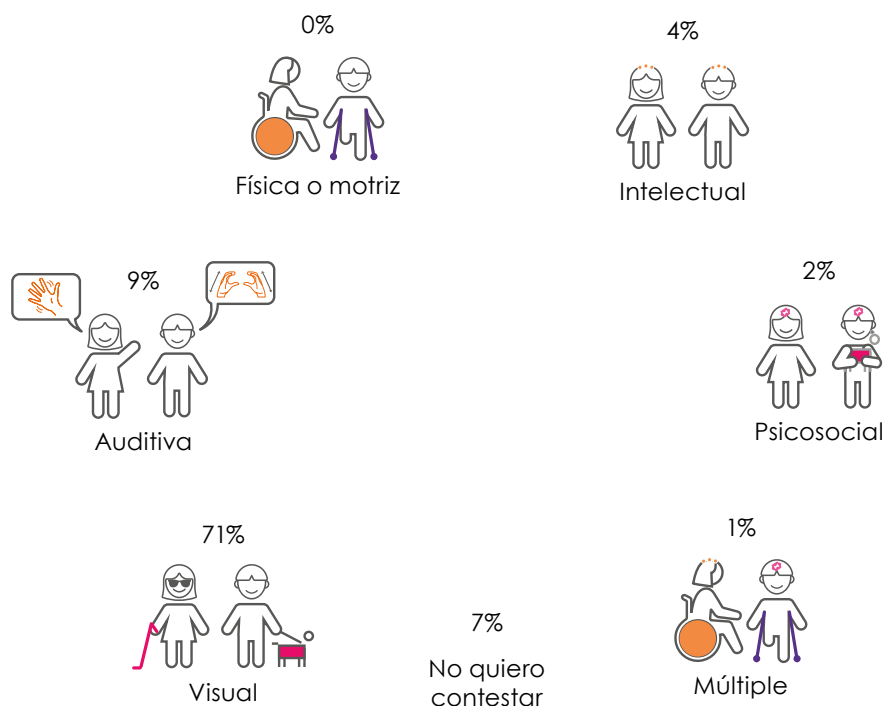 0%
Física o motriz
4%
Intelectual
9%
Auditiva
2%
Psicosocial
71%
Visual
7%
No quiero
contestar
1%
Múltiple